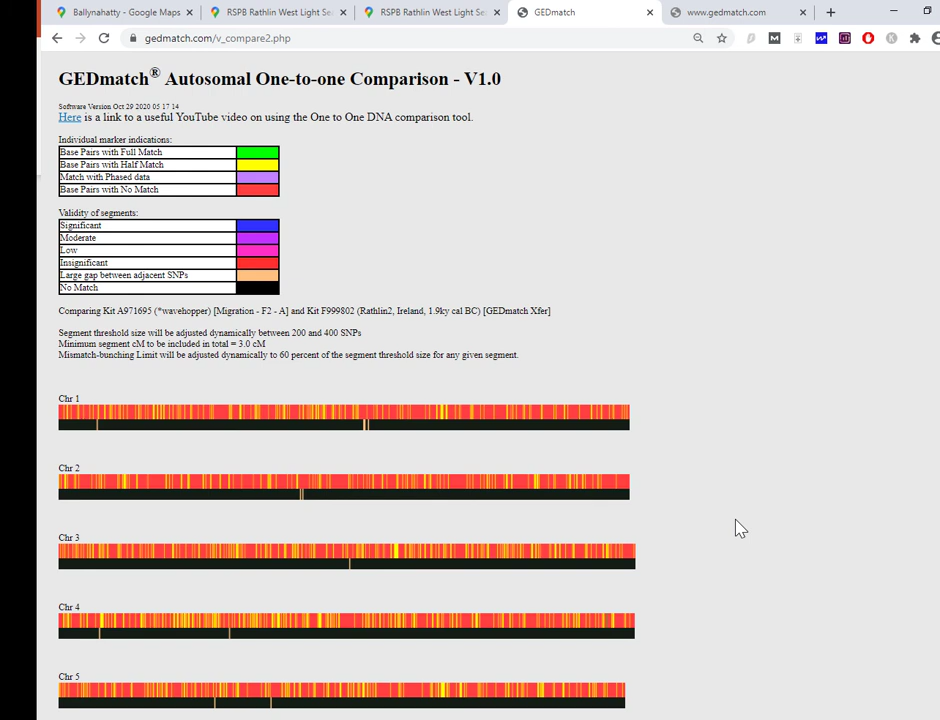 Ballynahatty - Google Maps
RSPB Rathlin West Light Se
RSPB Rathlin West Light Se
GEDmatch
www.gedmatch.com
gedmatch.com/v_compare2.php
GEDmatch® Autosomal One-to-one Comparison - V1.0
Software Version Oct 29 2020 05 17 14
Here is a link to a useful YouTube video on using the One to One DNA comparison tool.
Individual marker indications:
Base Pairs with Full Match
Base Pairs with Half Match
Match with Phased data
Base Pairs with No Match
Validity of segments:
Significant
Moderate
Low
Insignificant
Large gap between adjacent SNPs
No Match
Comparing Kit A971695 (*wavehopper) [Migration - F2 - A] and Kit F999802 (Rathlin2, Ireland, 1.9ky cal BC) [GEDmatch Xfer]
Segment threshold size will be adjusted dynamically between 200 and 400 SNPs
Minimum segment cM to be included in total = 3.0 cM
Mismatch-bunching Limit will be adjusted dynamically to 60 percent of the segment threshold size for any given segment.
Chr 1
Chr 2
Chr 3
Chr 4
Chr 5